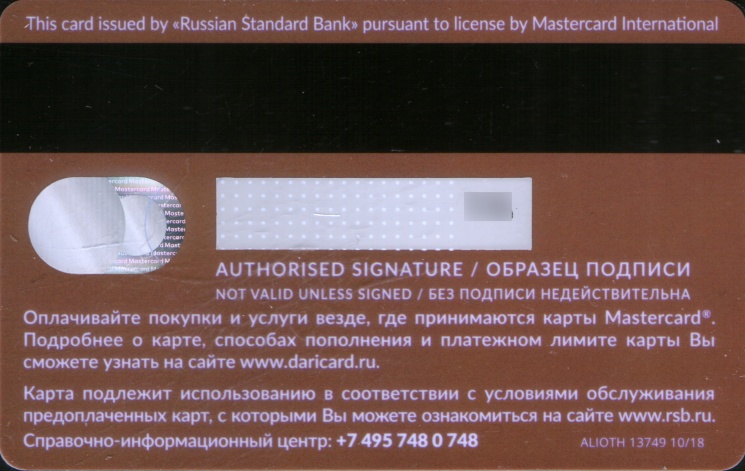 This card issued by «Russian Standard Bank» pursuant to license by Mastercard International
AUTHORISED SIGNATURE / ОБРАЗЕЦ ПОДПИСИ
NOT VALID UNLESS SIGNED / БЕЗ ПОДПИСИ НЕДЕЙСТВИТЕЛЬНА
Оплачивайте покупки и услуги везде, где принимаются карты Mastercard®.
Подробнее о карте, способах пополнения и платежном лимите карты Вы
сможете узнать на сайте www.daricard.ru.
Карта подлежит использованию в соответствии с условиями обслуживания
предоплаченных карт, с которыми Вы можете ознакомиться на сайте www.rsb.ru.
Справочно-информационный центр: +7 495 748 0 748
ALIOTH 13749 10/18